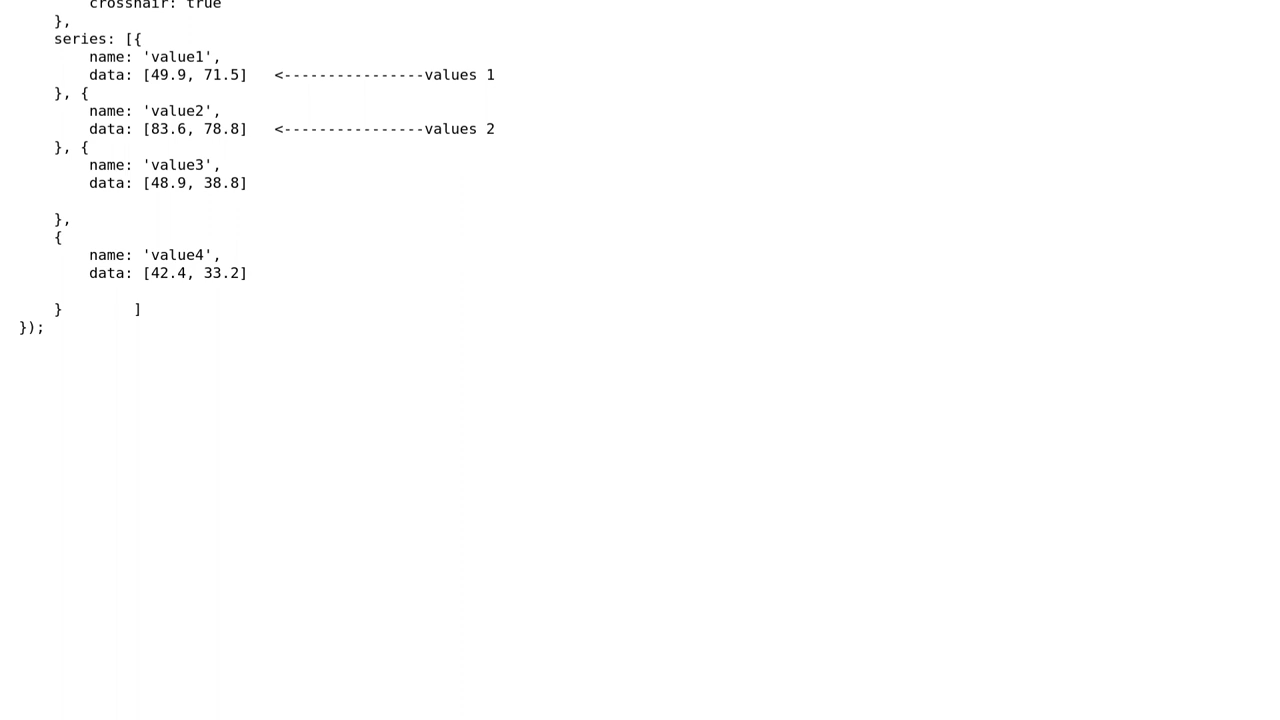 crosshair: true
    },
    series: [{
        name: 'value1',
        data: [49.9, 71.5]   <----------------values 1
    }, {
        name: 'value2',
        data: [83.6, 78.8]   <----------------values 2
    }, {
        name: 'value3',
        data: [48.9, 38.8]

    },
    {
        name: 'value4',
        data: [42.4, 33.2]

    }        ]
});